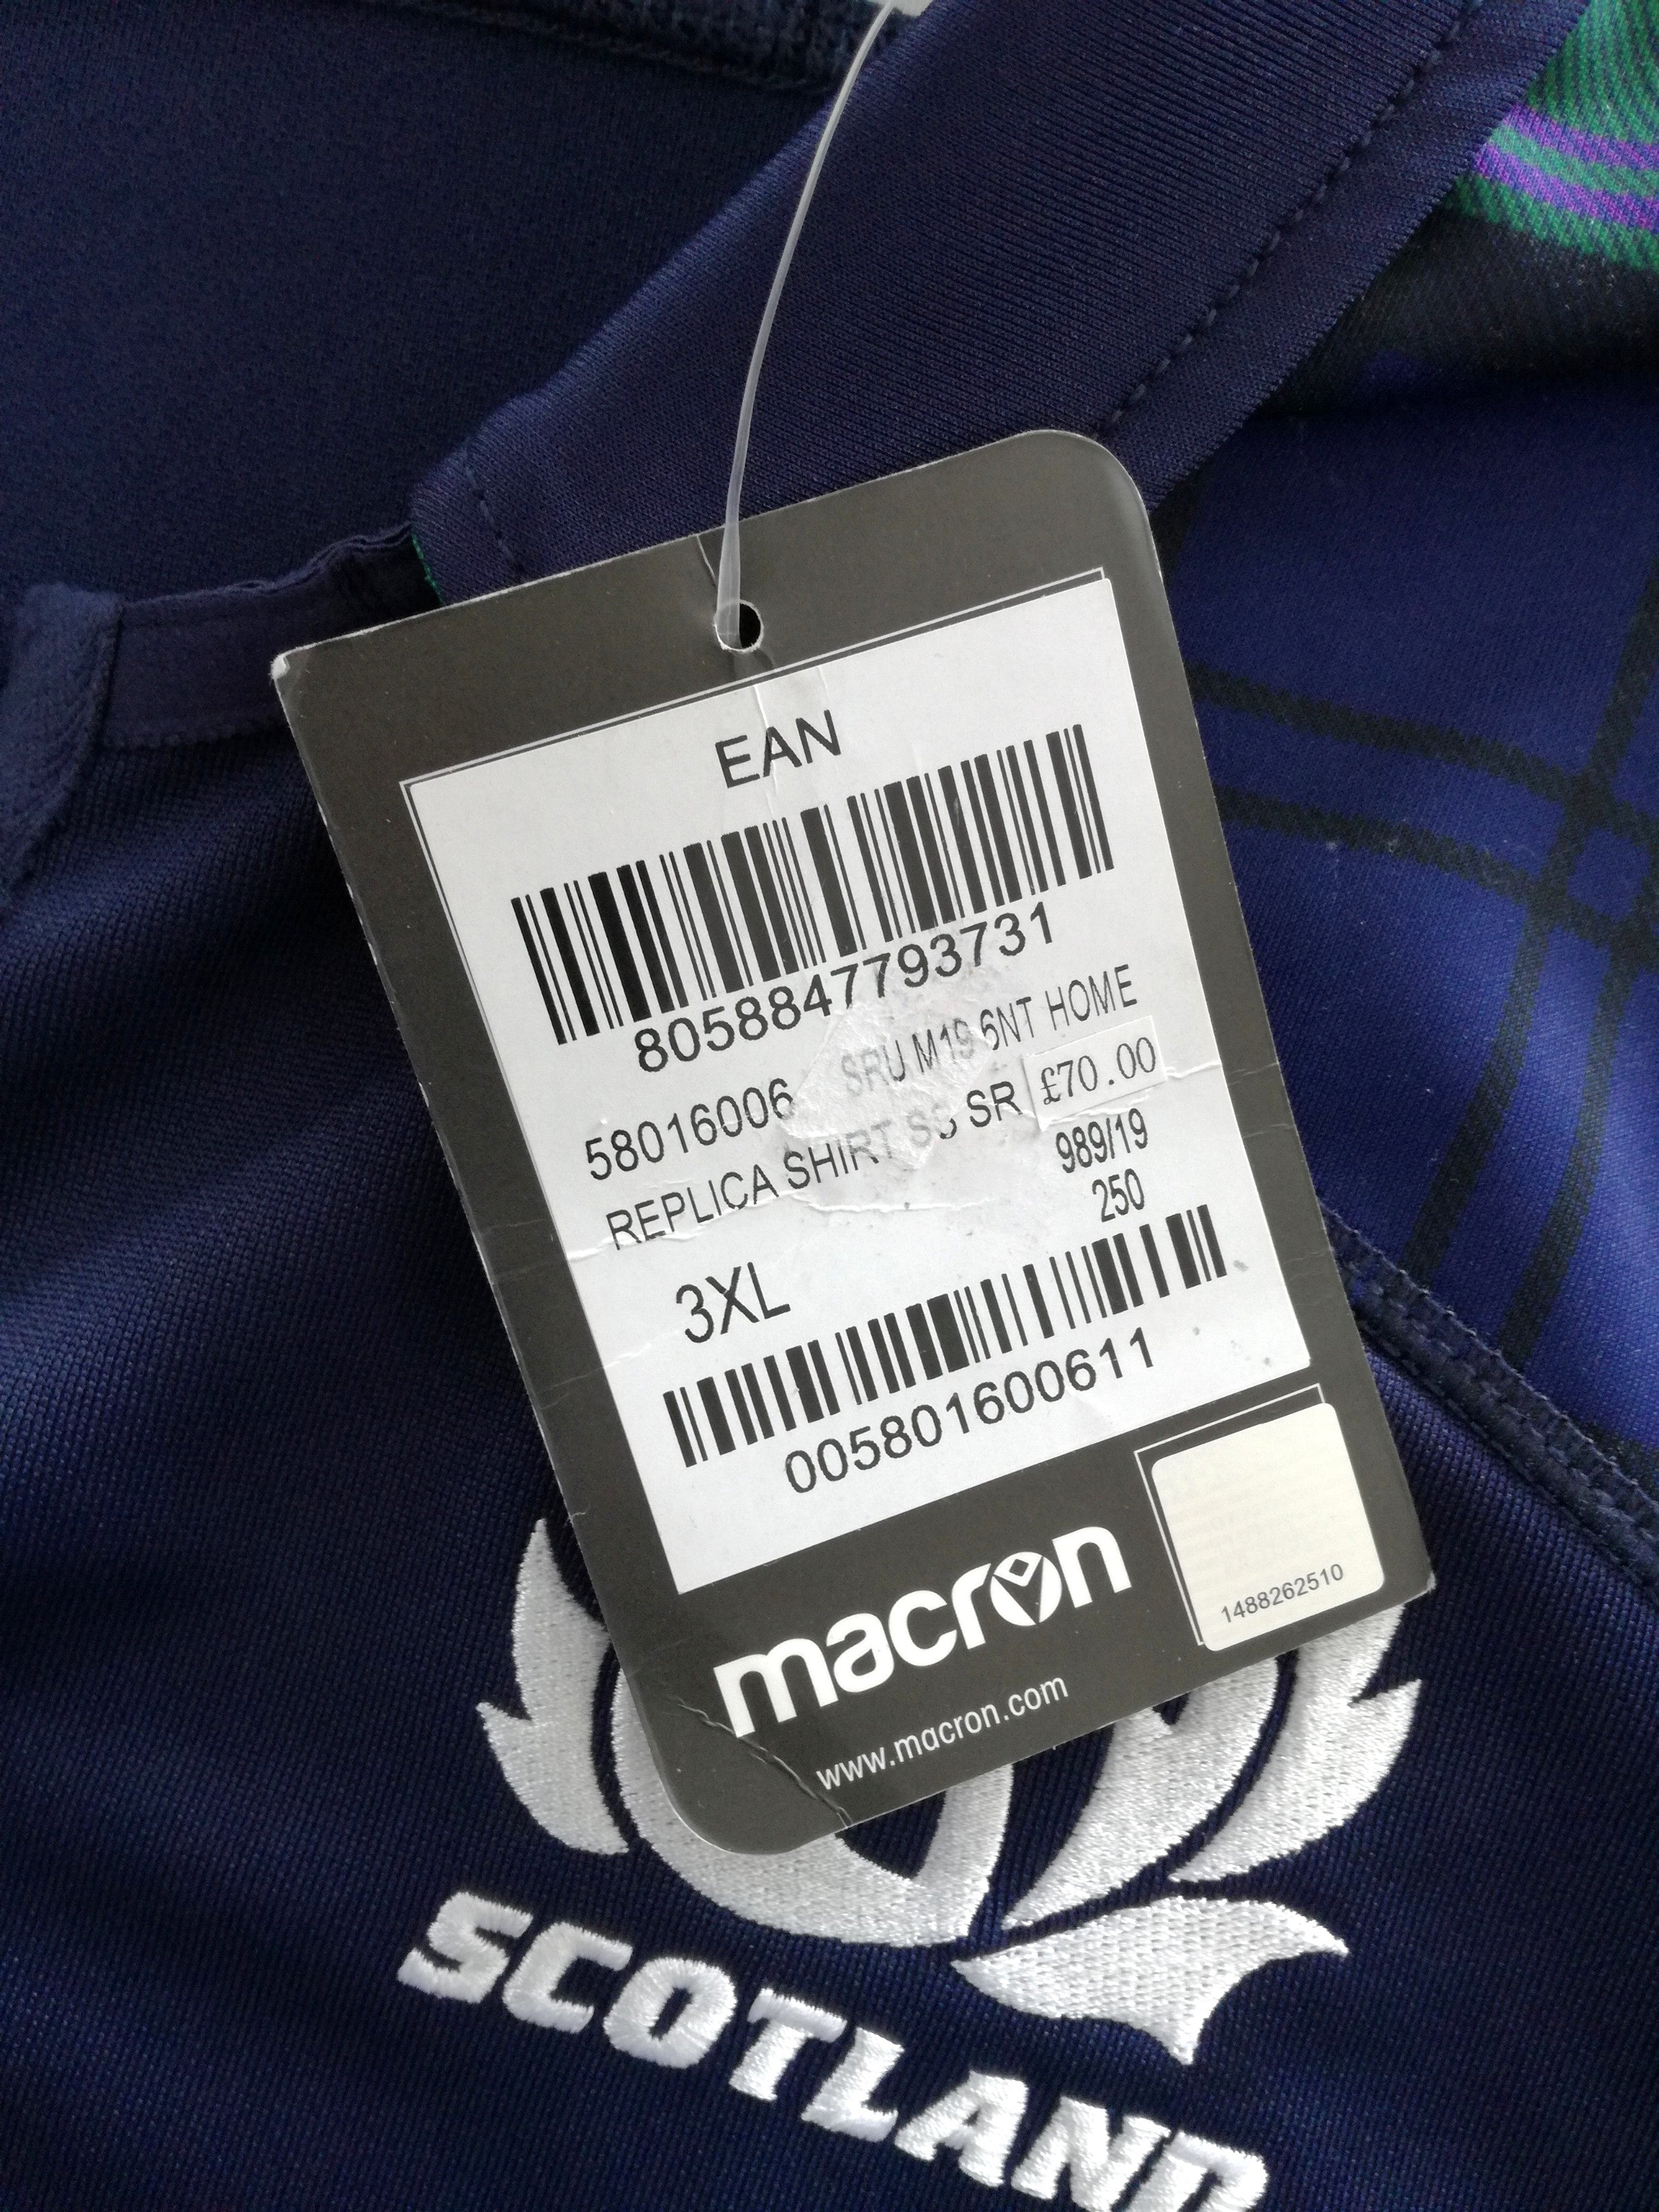 EAN
8058847793731
58016006 SRU M19 6NT HOME
REPLICA SHIRT SS SR £70.00
989/19
250
3XL
005801600611
macron
www.macron.com
1488262510
SCOTLAND